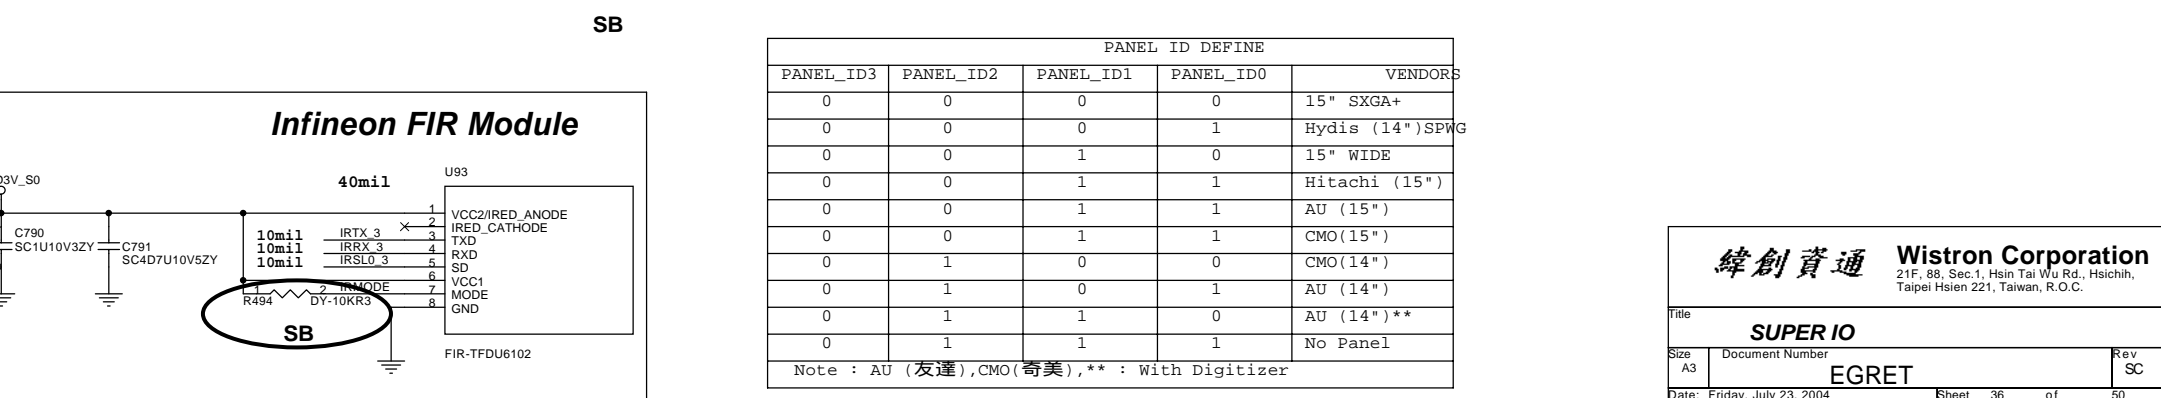 SB
Infineon FIR Module
D3V_S0
40mil
U93
C790
SC1U10V3ZY
C791
SC4D7U10V5ZY
10mil IRTX_3
10mil IRRX_3
10mil IRSL0_3
1 VCC2/IRED_ANODE
2 IRED_CATHODE
3 TXD
4 RXD
5 SD
6 VCC1
7 MODE
8 GND
1 2 IRMODE
R494 DY-10KR3
SB
FIR-TFDU6102
PANEL ID DEFINE
PANEL_ID3 PANEL_ID2 PANEL_ID1 PANEL_ID0 VENDORS
0 0 0 0 15" SXGA+
0 0 0 1 Hydis (14")SPWG
0 0 1 0 15" WIDE
0 0 1 1 Hitachi (15")
0 0 1 1 AU (15")
0 0 1 1 CMO(15")
0 1 0 0 CMO(14")
0 1 0 1 AU (14")
0 1 1 0 AU (14")**
0 1 1 1 No Panel
Note : AU (友達),CMO(奇美),** : With Digitizer
緯創資通 Wistron Corporation
21F, 88, Sec.1, Hsin Tai Wu Rd., Hsichih,
Taipei Hsien 221, Taiwan, R.O.C.
Title
SUPER IO
Size Document Number Rev
A3 EGRET SC
Date: Friday, July 23, 2004 Sheet 36 of 50